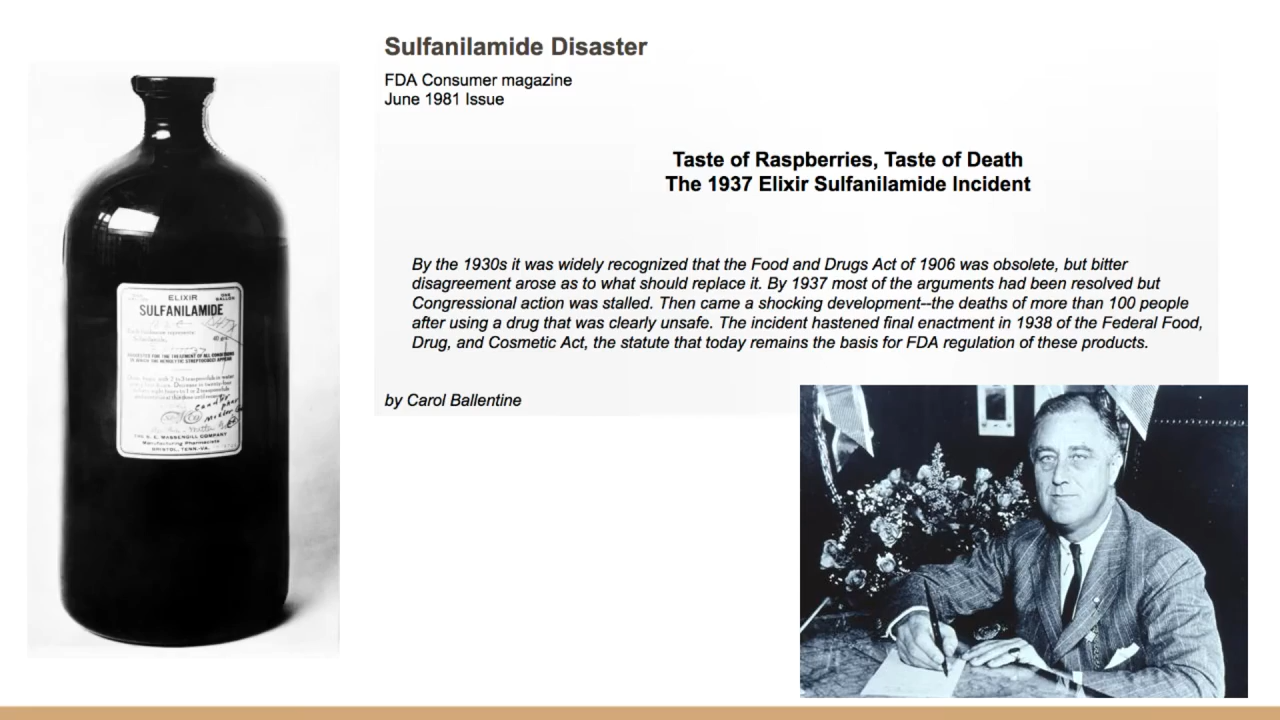 Sulfanilamide Disaster
FDA Consumer magazine
June 1981 Issue
Taste of Raspberries, Taste of Death
The 1937 Elixir Sulfanilamide Incident
By the 1930s it was widely recognized that the Food and Drugs Act of 1906 was obsolete, but bitter
disagreement arose as to what should replace it. By 1937 most of the arguments had been resolved but
Congressional action was stalled. Then came a shocking development--the deaths of more than 100 people
after using a drug that was clearly unsafe. The incident hastened final enactment in 1938 of the Federal Food,
Drug, and Cosmetic Act, the statute that today remains the basis for FDA regulation of these products.
by Carol Ballentine
ELIXIR
ONE GALLON
SULFANILAMIDE
THE S. E. MASSENGILL COMPANY
Manufacturing Pharmacists
BRISTOL, TENN.-VA.